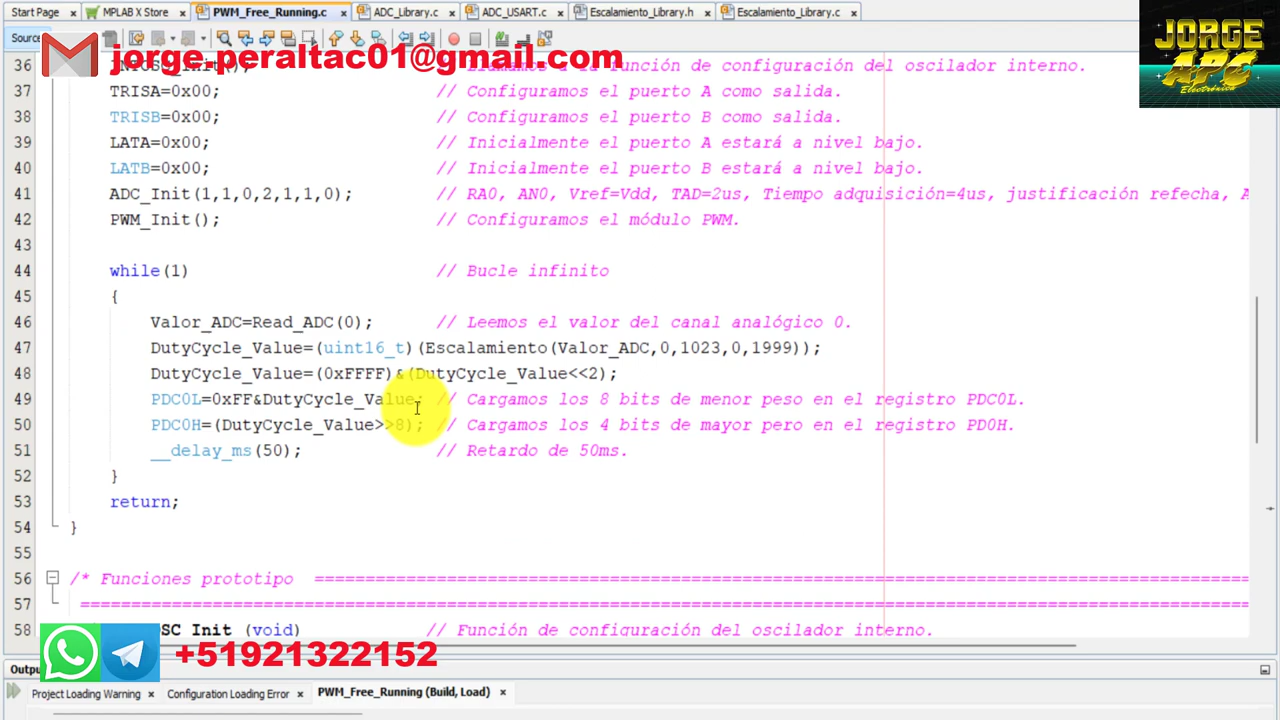 Start Page MPLAB X Store PWM_Free_Running.c ADC_Library.c ADC_USART.c Escalamiento_Library.h Escalamiento_Library.c
JORGE
APC
Electrónica
Source
jorge.peraltac01@gmail.com
36 función de configuración del oscilador interno.
37 TRISA=0x00; // Configuramos el puerto A como salida.
38 TRISB=0x00; // Configuramos el puerto B como salida.
39 LATA=0x00; // Inicialmente el puerto A estará a nivel bajo.
40 LATB=0x00; // Inicialmente el puerto B estará a nivel bajo.
41 ADC_Init(1,1,0,2,1,1,0); // RA0, AN0, Vref=Vdd, TAD=2us, Tiempo adquisición=4us, justificación refecha, A
42 PWM_Init(); // Configuramos el módulo PWM.
43
44 while(1) // Bucle infinito
45 {
46 Valor_ADC=Read_ADC(0); // Leemos el valor del canal analógico 0.
47 DutyCycle_Value=(uint16_t)(Escalamiento(Valor_ADC,0,1023,0,1999));
48 DutyCycle_Value=(0xFFFF)&(DutyCycle_Value<<2);
49 PDC0L=0xFF&DutyCycle_Value; // Cargamos los 8 bits de menor peso en el registro PDC0L.
50 PDC0H=(DutyCycle_Value>>8); // Cargamos los 4 bits de mayor pero en el registro PD0H.
51 __delay_ms(50); // Retardo de 50ms.
52 }
53 return;
54 }
55
56 /* Funciones prototipo ==========================================================================================
57 ==========================================================================================
58 SC_Init (void) // Función de configuración del oscilador interno.
+51921322152
Project Loading Warning Configuration Loading Error PWM_Free_Running (Build, Load)